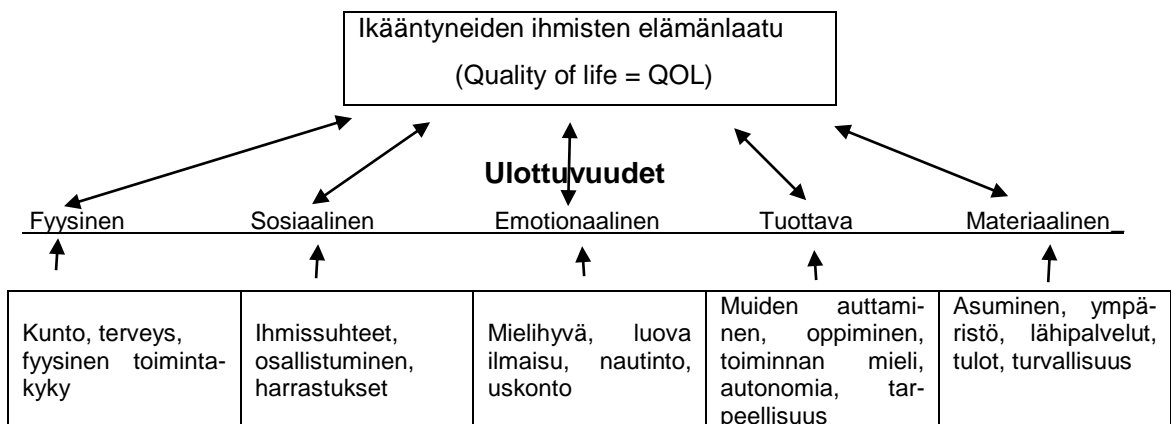 Ikääntyneiden ihmisten elämänlaatu
(Quality of life = QOL)
Ulottuvuudet
Fyysinen Sosiaalinen Emotionaalinen Tuottava Materiaalinen_
Kunto, terveys,
fyysinen toiminta-
kyky
Ihmissuhteet,
osallistuminen,
harrastukset
Mielihyvä, luova
ilmaisu, nautinto,
uskonto
Muiden auttami-
nen, oppiminen,
toiminnan mieli,
autonomia, tar-
peellisuus
Asuminen, ympä-
ristö, lähipalvelut,
tulot, turvallisuus